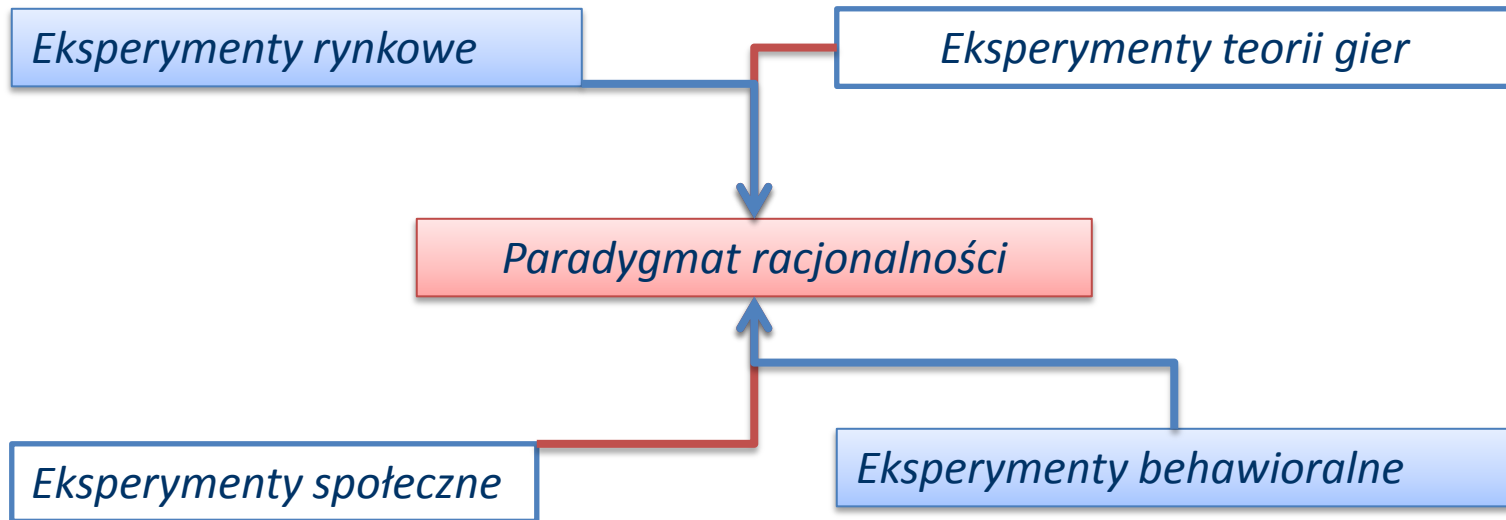 Eksperymenty rynkowe
Eksperymenty teorii gier
Paradygmat racjonalności
Eksperymenty społeczne
Eksperymenty behawioralne